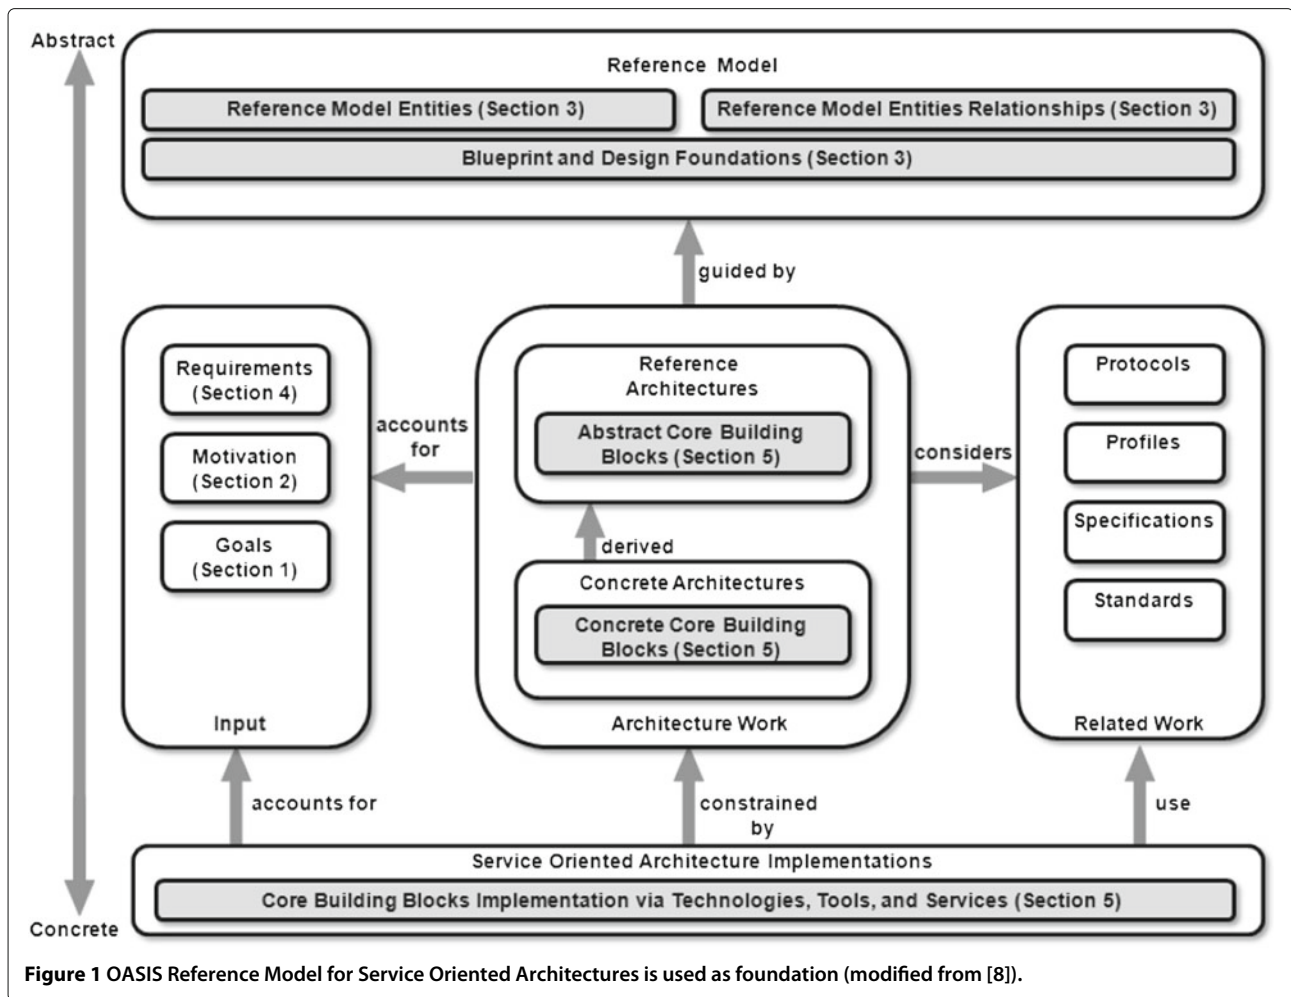 Abstract
Reference Model
Reference Model Entities (Section 3)
Reference Model Entities Relationships (Section 3)
Blueprint and Design Foundations (Section 3)
guided by
Requirements
(Section 4)
Motivation
(Section 2)
Goals
(Section 1)
Input
accounts
for
Reference
Architectures
Abstract Core Building
Blocks (Section 5)
derived
Concrete Architectures
Concrete Core Building
Blocks (Section 5)
Architecture Work
considers
Protocols
Profiles
Specifications
Standards
Related Work
accounts for
constrained
by
use
Service Oriented Architecture Implementations
Core Building Blocks Implementation via Technologies, Tools, and Services (Section 5)
Concrete
Figure 1 OASIS Reference Model for Service Oriented Architectures is used as foundation (modified from [8]).